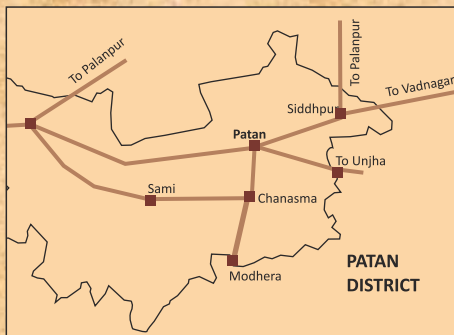 To Palanpur
To Palanpur
To Vadnagar
Siddhpur
Patan
To Unjha
Sami
Chanasma
Modhera
PATAN
DISTRICT